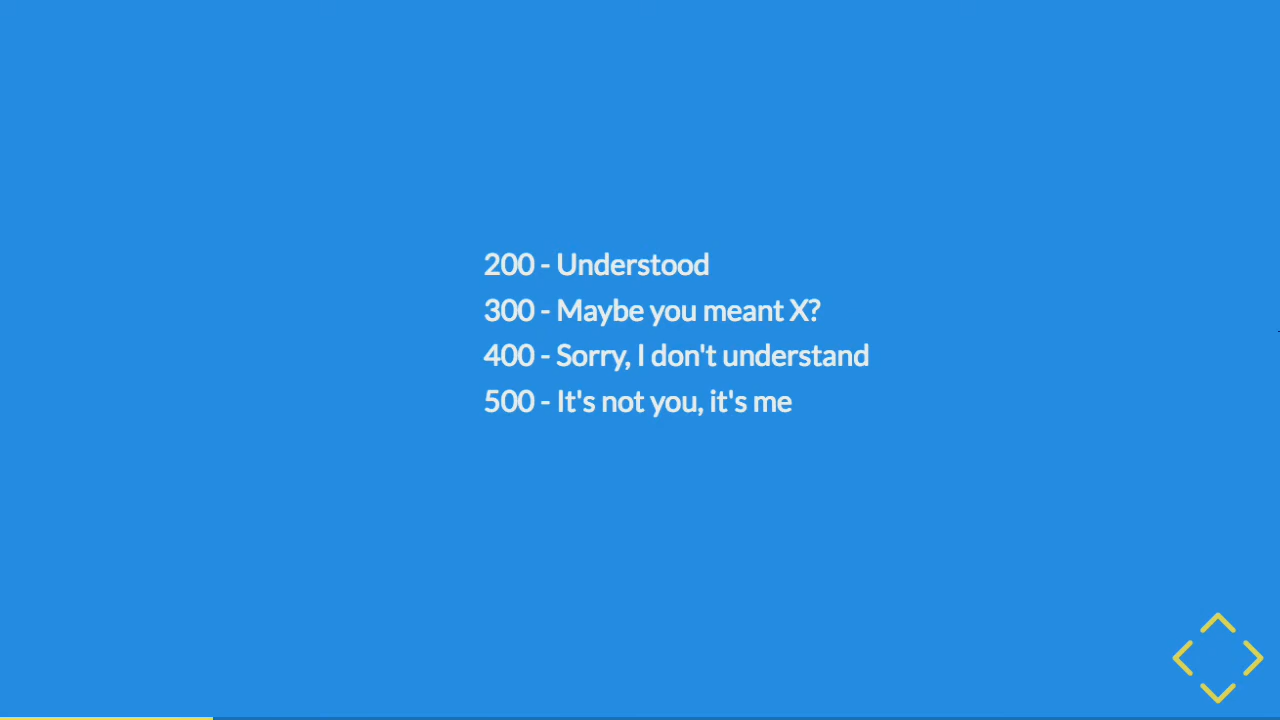 200 - Understood
300 - Maybe you meant X?
400 - Sorry, I don't understand
500 - It's not you, it's me